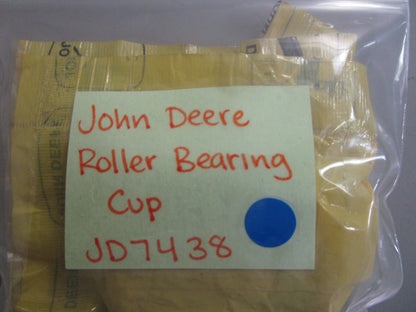 John Deere
Roller Bearing
Cup
JD7438